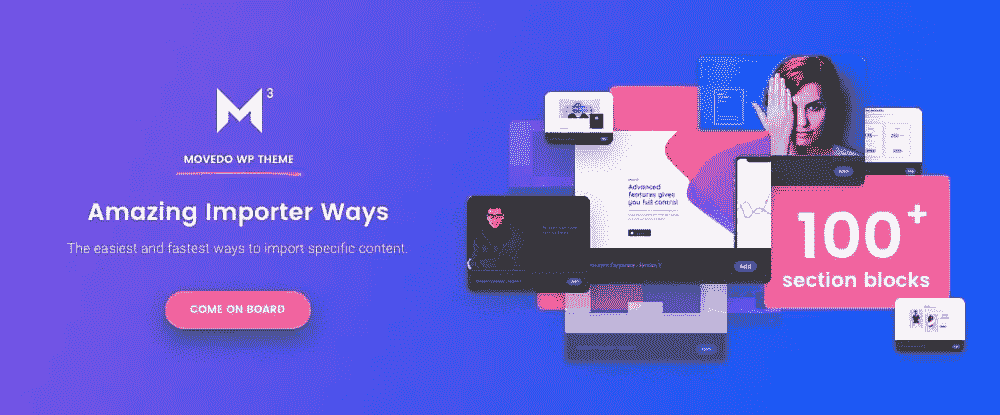 M3
MOVEDO WP THEME
Amazing Importer Ways
The easiest and fastest ways to import specific content.
COME ON BOARD
Advanced
features gives
you full control
Add
100+
section blocks